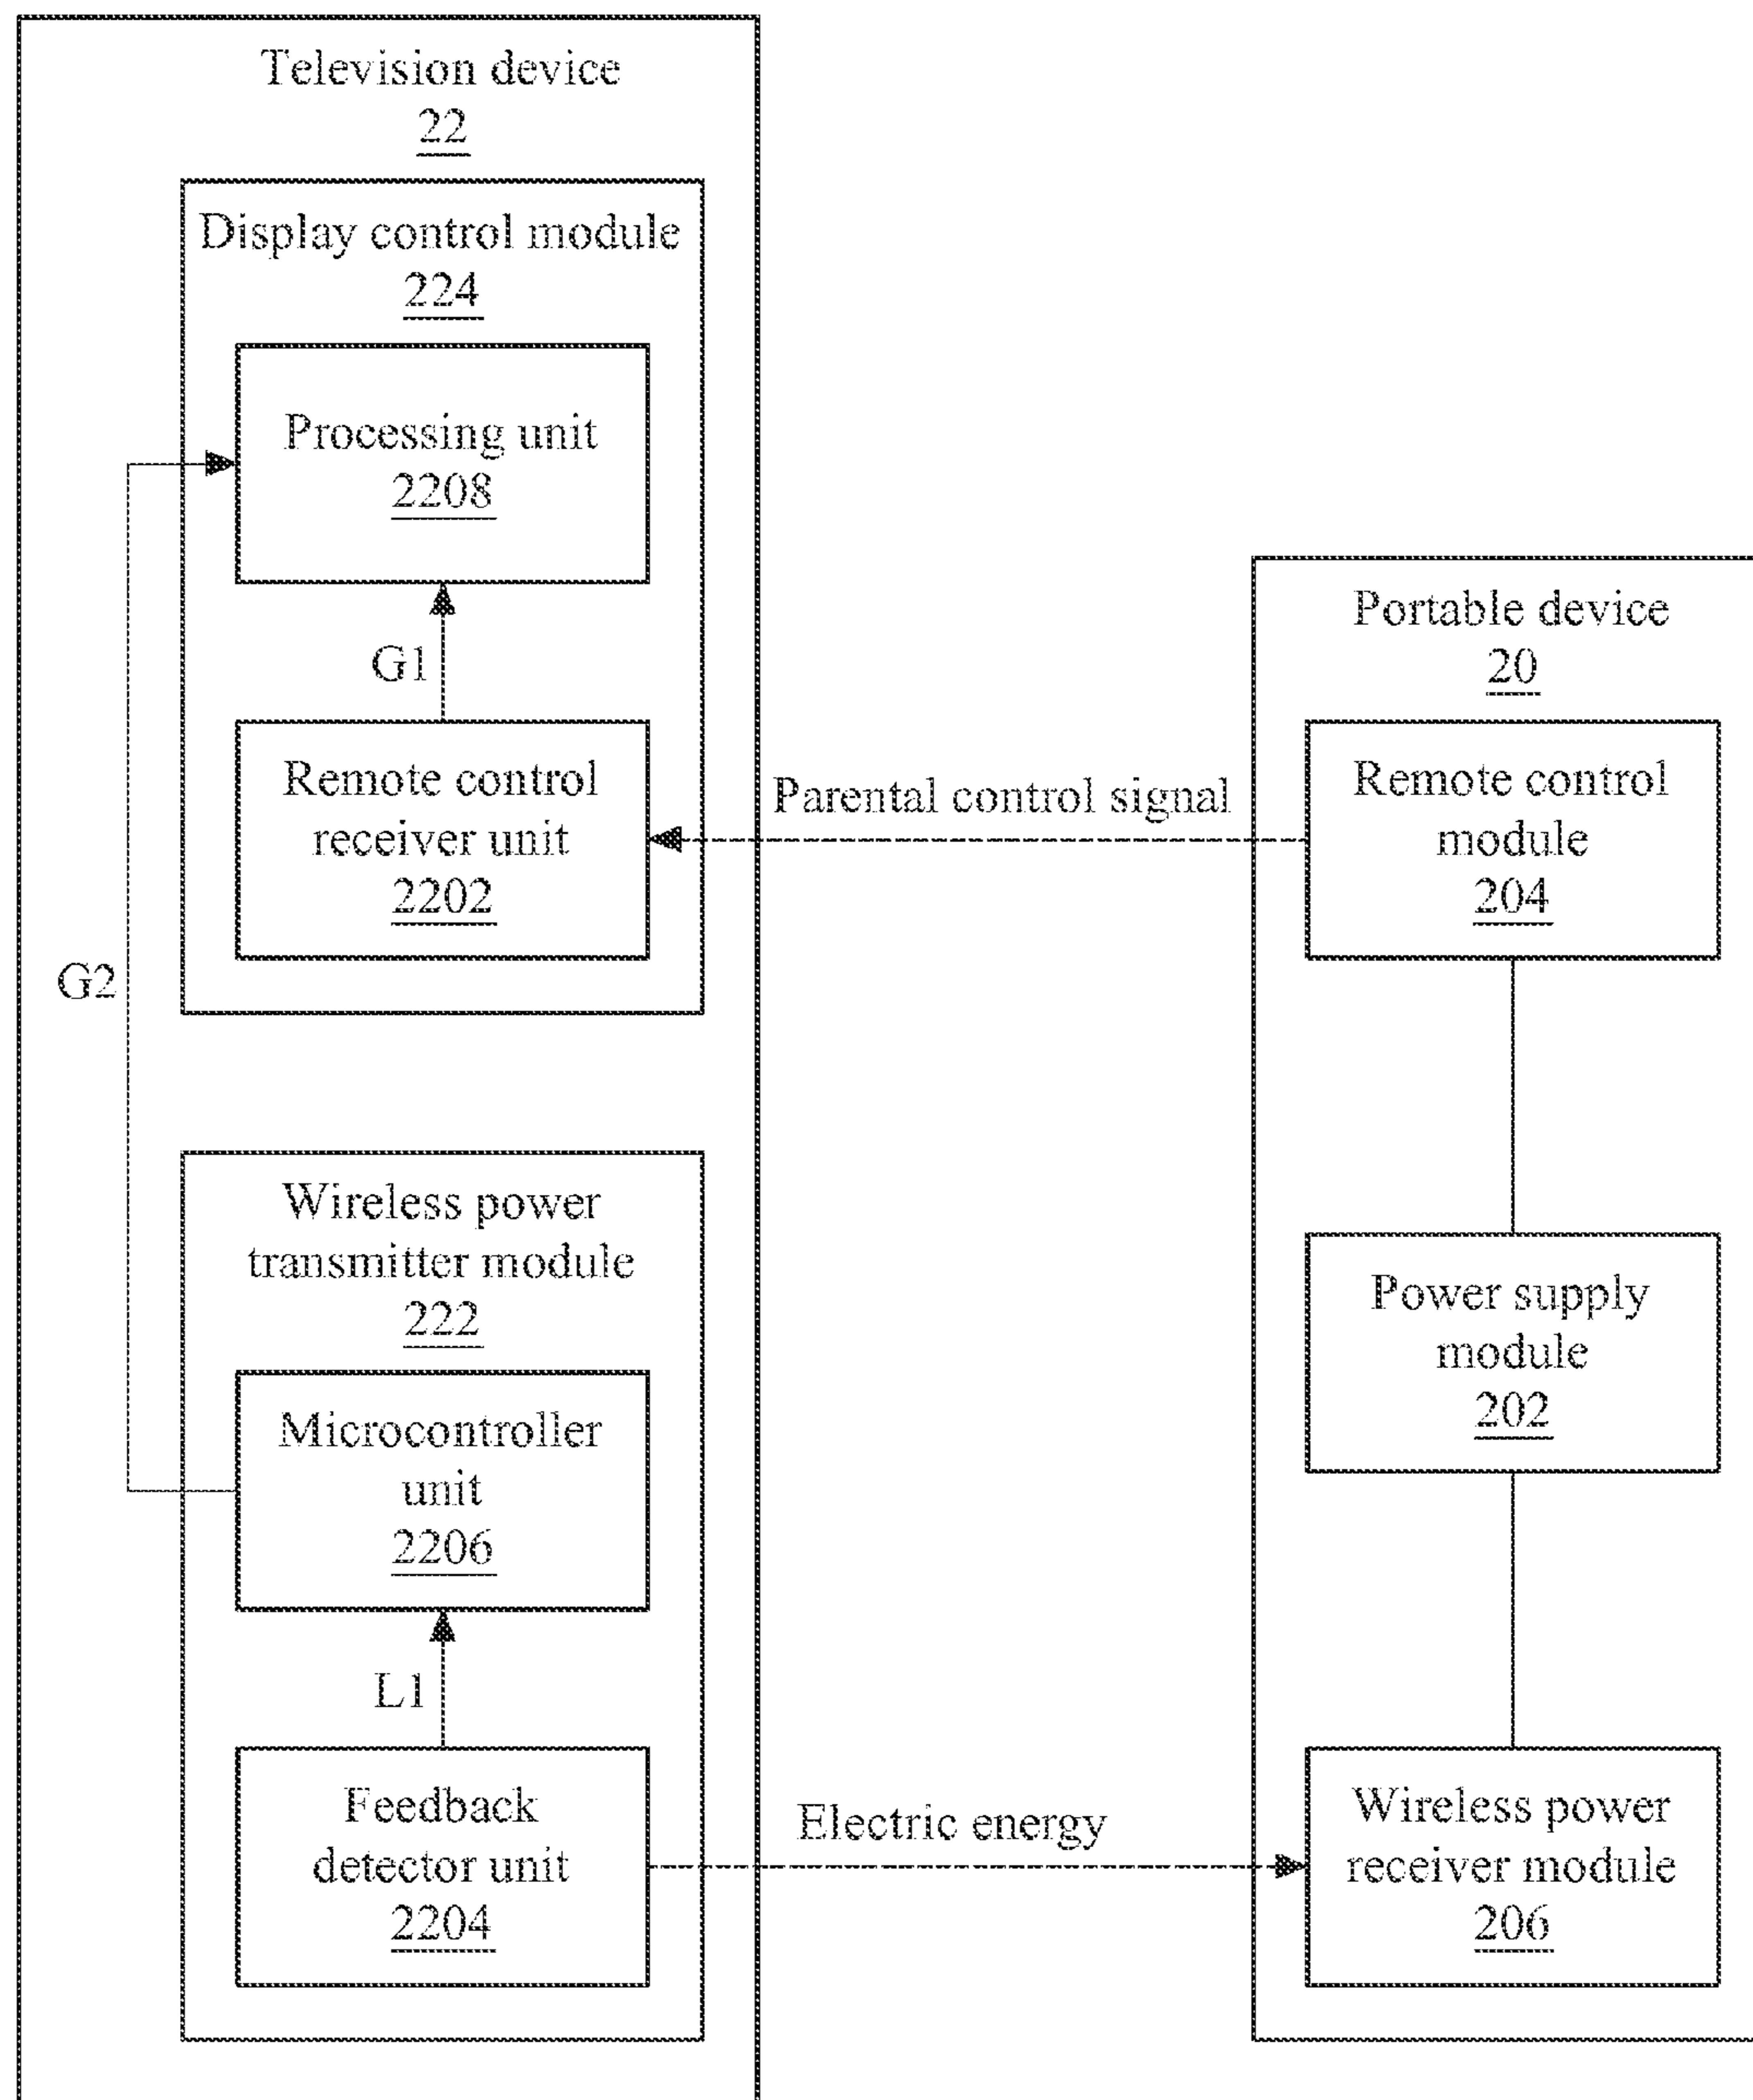 Television device
22
Display control module
224
Processing unit
2208
G1
Remote control
receiver unit
2202
G2
Wireless power
transmitter module
222
Microcontroller
unit
2206
L1
Feedback
detector unit
2204
Parental control signal
Electric energy
Portable device
20
Remote control
module
204
Power supply
module
202
Wireless power
receiver module
206